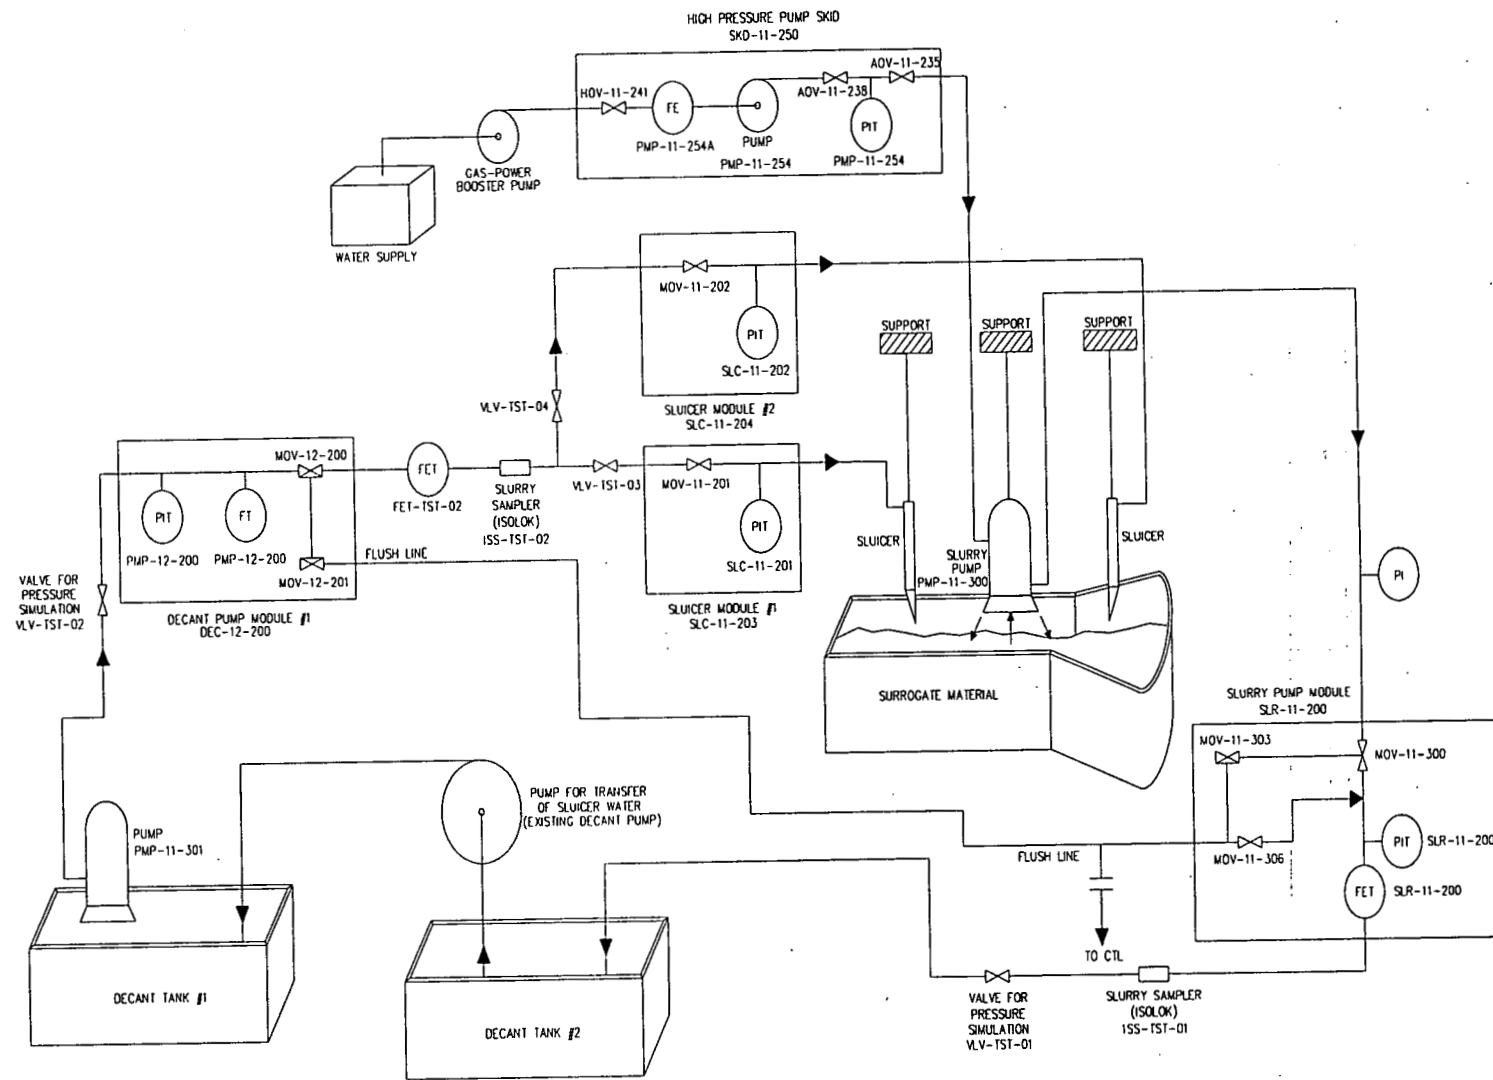 HIGH PRESSURE PUMP SKID
SKD-11-250
HOV-11-241
FE
PMP-11-254A
PUMP
PMP-11-254
AOV-11-238
AOV-11-235
PIT
PMP-11-254
GAS-POWER
BOOSTER PUMP
WATER SUPPLY
MOV-11-202
PIT
SLC-11-202
SLUICER MODULE #2
SLC-11-204
VLV-TST-04
SUPPORT
SUPPORT
SUPPORT
MOV-12-200
PIT
PMP-12-200
FT
PMP-12-200
MOV-12-201
DECANT PUMP MODULE #1
DEC-12-200
FET
FET-TST-02
SLURRY
SAMPLER
(ISOLOK)
ISS-TST-02
VLV-TST-03
MOV-11-201
PIT
SLC-11-201
SLUICER MODULE #1
SLC-11-203
FLUSH LINE
VALVE FOR
PRESSURE
SIMULATION
VLV-TST-02
SLUICER
SLURRY
PUMP
PMP-11-300
SLUICER
SURROGATE MATERIAL
PI
SLURRY PUMP MODULE
SLR-11-200
MOV-11-303
MOV-11-300
MOV-11-306
PIT
SLR-11-200
FET
SLR-11-200
FLUSH LINE
TO CTL
PUMP FOR TRANSFER
OF SLUICER WATER
(EXISTING DECANT PUMP)
PUMP
PMP-11-301
DECANT TANK #1
DECANT TANK #2
VALVE FOR
PRESSURE
SIMULATION
VLV-TST-01
SLURRY SAMPLER
(ISOLOK)
ISS-TST-01